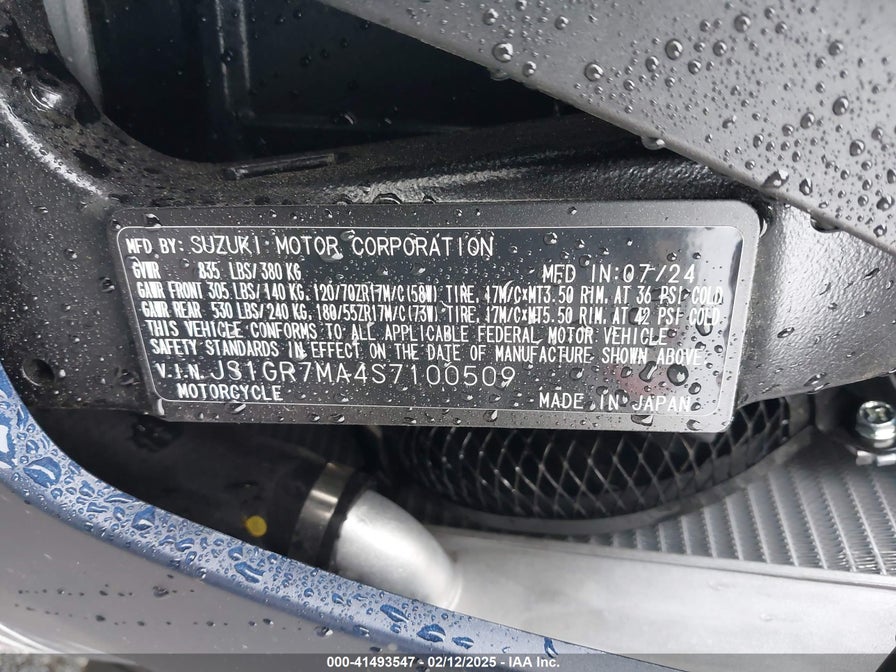 MFD BY: SUZUKI MOTOR CORPORATION
GVWR 835 LBS/380 KG MFD IN: 07/24
GAWR FRONT 305 LBS/140 KG, 120/70ZR17M/C(58W) TIRE, 17M/C×MT3.50 RIM, AT 36 PSI COLD
GAWR REAR 530 LBS/240 KG, 180/55ZR17M/C(73W) TIRE, 17M/C×MT5.50 RIM, AT 42 PSI COLD
THIS VEHICLE CONFORMS TO ALL APPLICABLE FEDERAL MOTOR VEHICLE
SAFETY STANDARDS IN EFFECT ON THE DATE OF MANUFACTURE SHOWN ABOVE
V.I.N. JS1GR7MA4S7100509
MOTORCYCLE MADE IN JAPAN
000-41493547 - 02/12/2025 - IAA Inc.